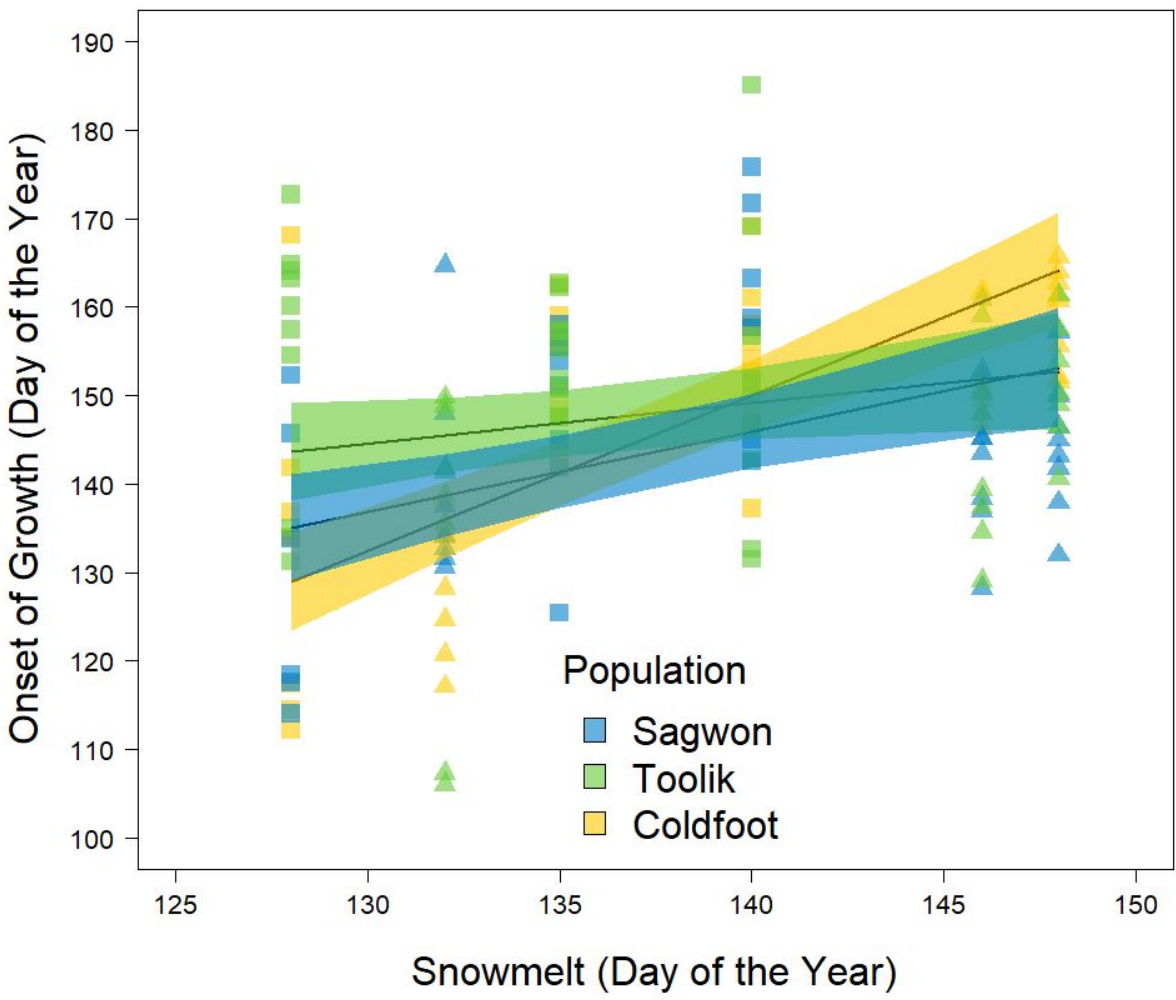 Onset of Growth (Day of the Year)
190
180
170
160
150
140
130
120
110
100
Population
Sagwon
Toolik
Coldfoot
125
130
135
140
145
150
Snowmelt (Day of the Year)